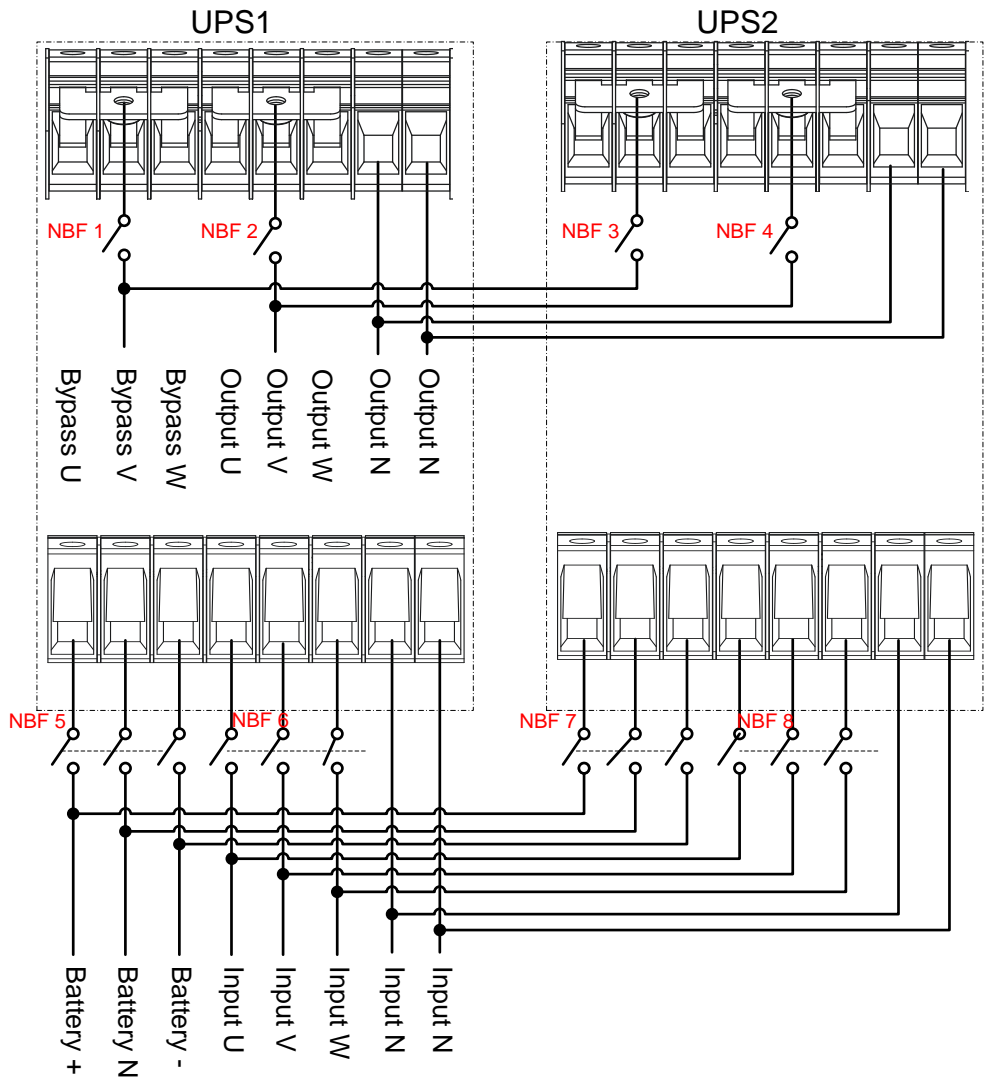 UPS1
UPS2
NBF 1
NBF 2
NBF 3
NBF 4
Bypass U
Bypass V
Bypass W
Output U
Output V
Output W
Output N
Output N
NBF 5
NBF 6
NBF 7
NBF 8
Battery +
Battery N
Battery -
Input U
Input V
Input W
Input N
Input N